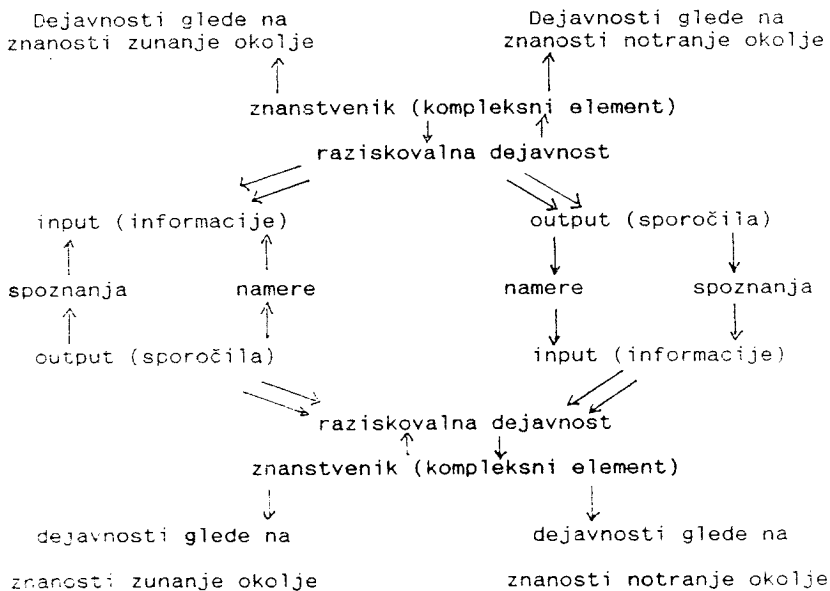 Dejavnosti glede na
znanosti zunanje okolje
Dejavnosti glede na
znanosti notranje okolje
znanstvenik (kompleksni element)
raziskovalna dejavnost
input (informacije)
output (sporočila)
spoznanja
namere
namere
spoznanja
output (sporočila)
input (informacije)
raziskovalna dejavnost
znanstvenik (kompleksni element)
dejavnosti glede na
znanosti zunanje okolje
dejavnosti glede na
znanosti notranje okolje